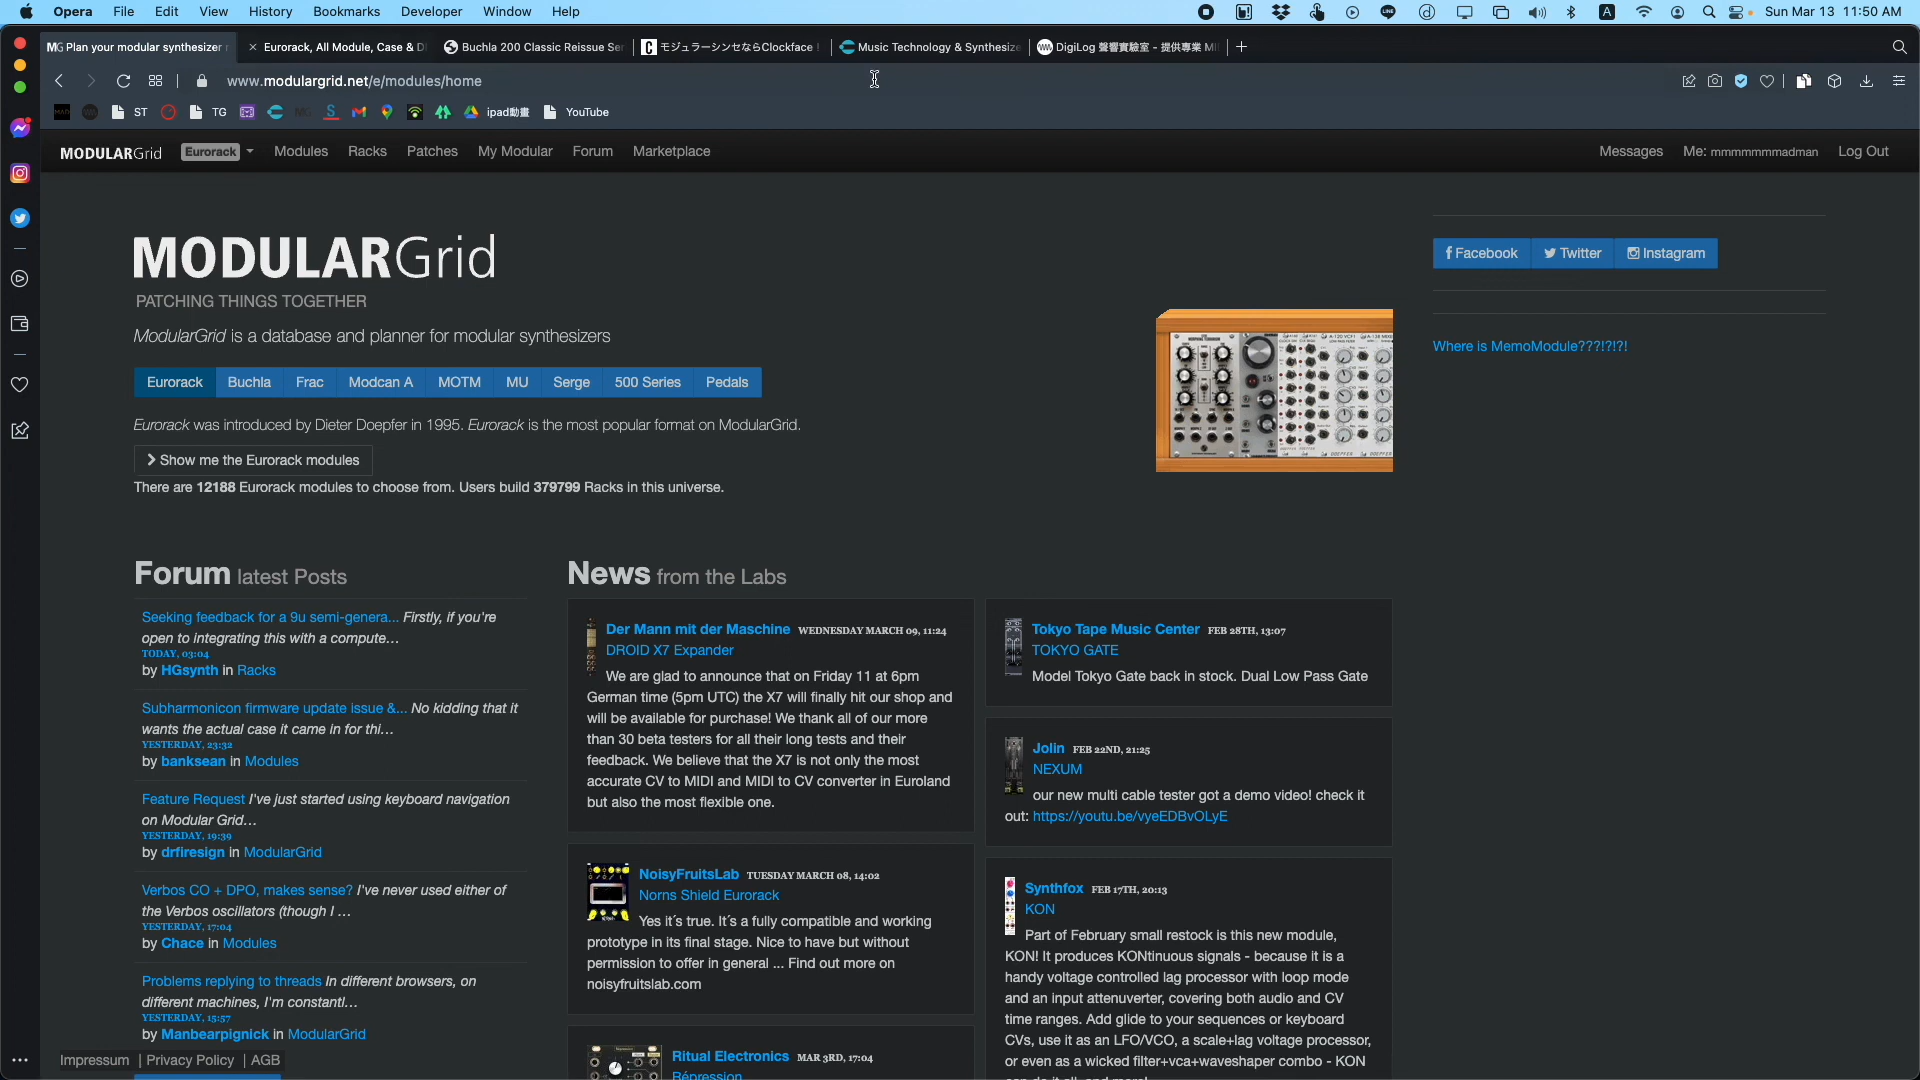 Opera File Edit View History Bookmarks Developer Window Help
Sun Mar 13 11:50 AM
MG Plan your modular synthesizer
Eurorack, All Module, Case &
Buchla 200 Classic Reissue Ser
モジュラーシンセならClockface
Music Technology & Synthesize
DigiLog 聲響實驗室 - 提供專業 MI
www.modulargrid.net/e/modules/home
ST TG ipad動畫 YouTube
MODULARGrid Eurorack Modules Racks Patches My Modular Forum Marketplace
Messages Me: mmmmmmmadman Log Out
MODULARGrid
PATCHING THINGS TOGETHER
ModularGrid is a database and planner for modular synthesizers
Eurorack Buchla Frac Modcan A MOTM MU Serge 500 Series Pedals
Eurorack was introduced by Dieter Doepfer in 1995. Eurorack is the most popular format on ModularGrid.
Show me the Eurorack modules
There are 12188 Eurorack modules to choose from. Users build 379799 Racks in this universe.
Facebook Twitter Instagram
Where is MemoModule???!?!?!
Forum latest Posts
Seeking feedback for a 9u semi-genera... Firstly, if you're
open to integrating this with a compute...
TODAY, 03:04
by HGsynth in Racks
Subharmonicon firmware update issue &... No kidding that it
wants the actual case it came in for thi...
YESTERDAY, 23:32
by banksean in Modules
Feature Request I've just started using keyboard navigation
on Modular Grid...
YESTERDAY, 19:39
by drfiresign in ModularGrid
Verbos CO + DPO, makes sense? I've never used either of
the Verbos oscillators (though I ...
YESTERDAY, 17:04
by Chace in Modules
Problems replying to threads In different browsers, on
different machines, I'm constantl...
YESTERDAY, 15:57
by Manbearpignick in ModularGrid
Impressum | Privacy Policy | AGB
News from the Labs
Der Mann mit der Maschine WEDNESDAY MARCH 09, 11:24
DROID X7 Expander
We are glad to announce that on Friday 11 at 6pm
German time (5pm UTC) the X7 will finally hit our shop and
will be available for purchase! We thank all of our more
than 30 beta testers for all their long tests and their
feedback. We believe that the X7 is not only the most
accurate CV to MIDI and MIDI to CV converter in Euroland
but also the most flexible one.
NoisyFruitsLab TUESDAY MARCH 08, 14:02
Norns Shield Eurorack
Yes it´s true. It´s a fully compatible and working
prototype in its final stage. Nice to have but without
permission to offer in general ... Find out more on
noisyfruitslab.com
Ritual Electronics MAR 3RD, 17:04
Répression
Tokyo Tape Music Center FEB 28TH, 13:07
TOKYO GATE
Model Tokyo Gate back in stock. Dual Low Pass Gate
Jolin FEB 22ND, 21:25
NEXUM
our new multi cable tester got a demo video! check it
out: https://youtu.be/vyeEDBvOLyE
Synthfox FEB 17TH, 20:13
KON
Part of February small restock is this new module,
KON! It produces KONtinuous signals - because it is a
handy voltage controlled lag processor with loop mode
and an input attenuverter, covering both audio and CV
time ranges. Add glide to your sequences or keyboard
CVs, use it as an LFO/VCO, a scale+lag voltage processor,
or even as a wicked filter+vca+waveshaper combo - KON